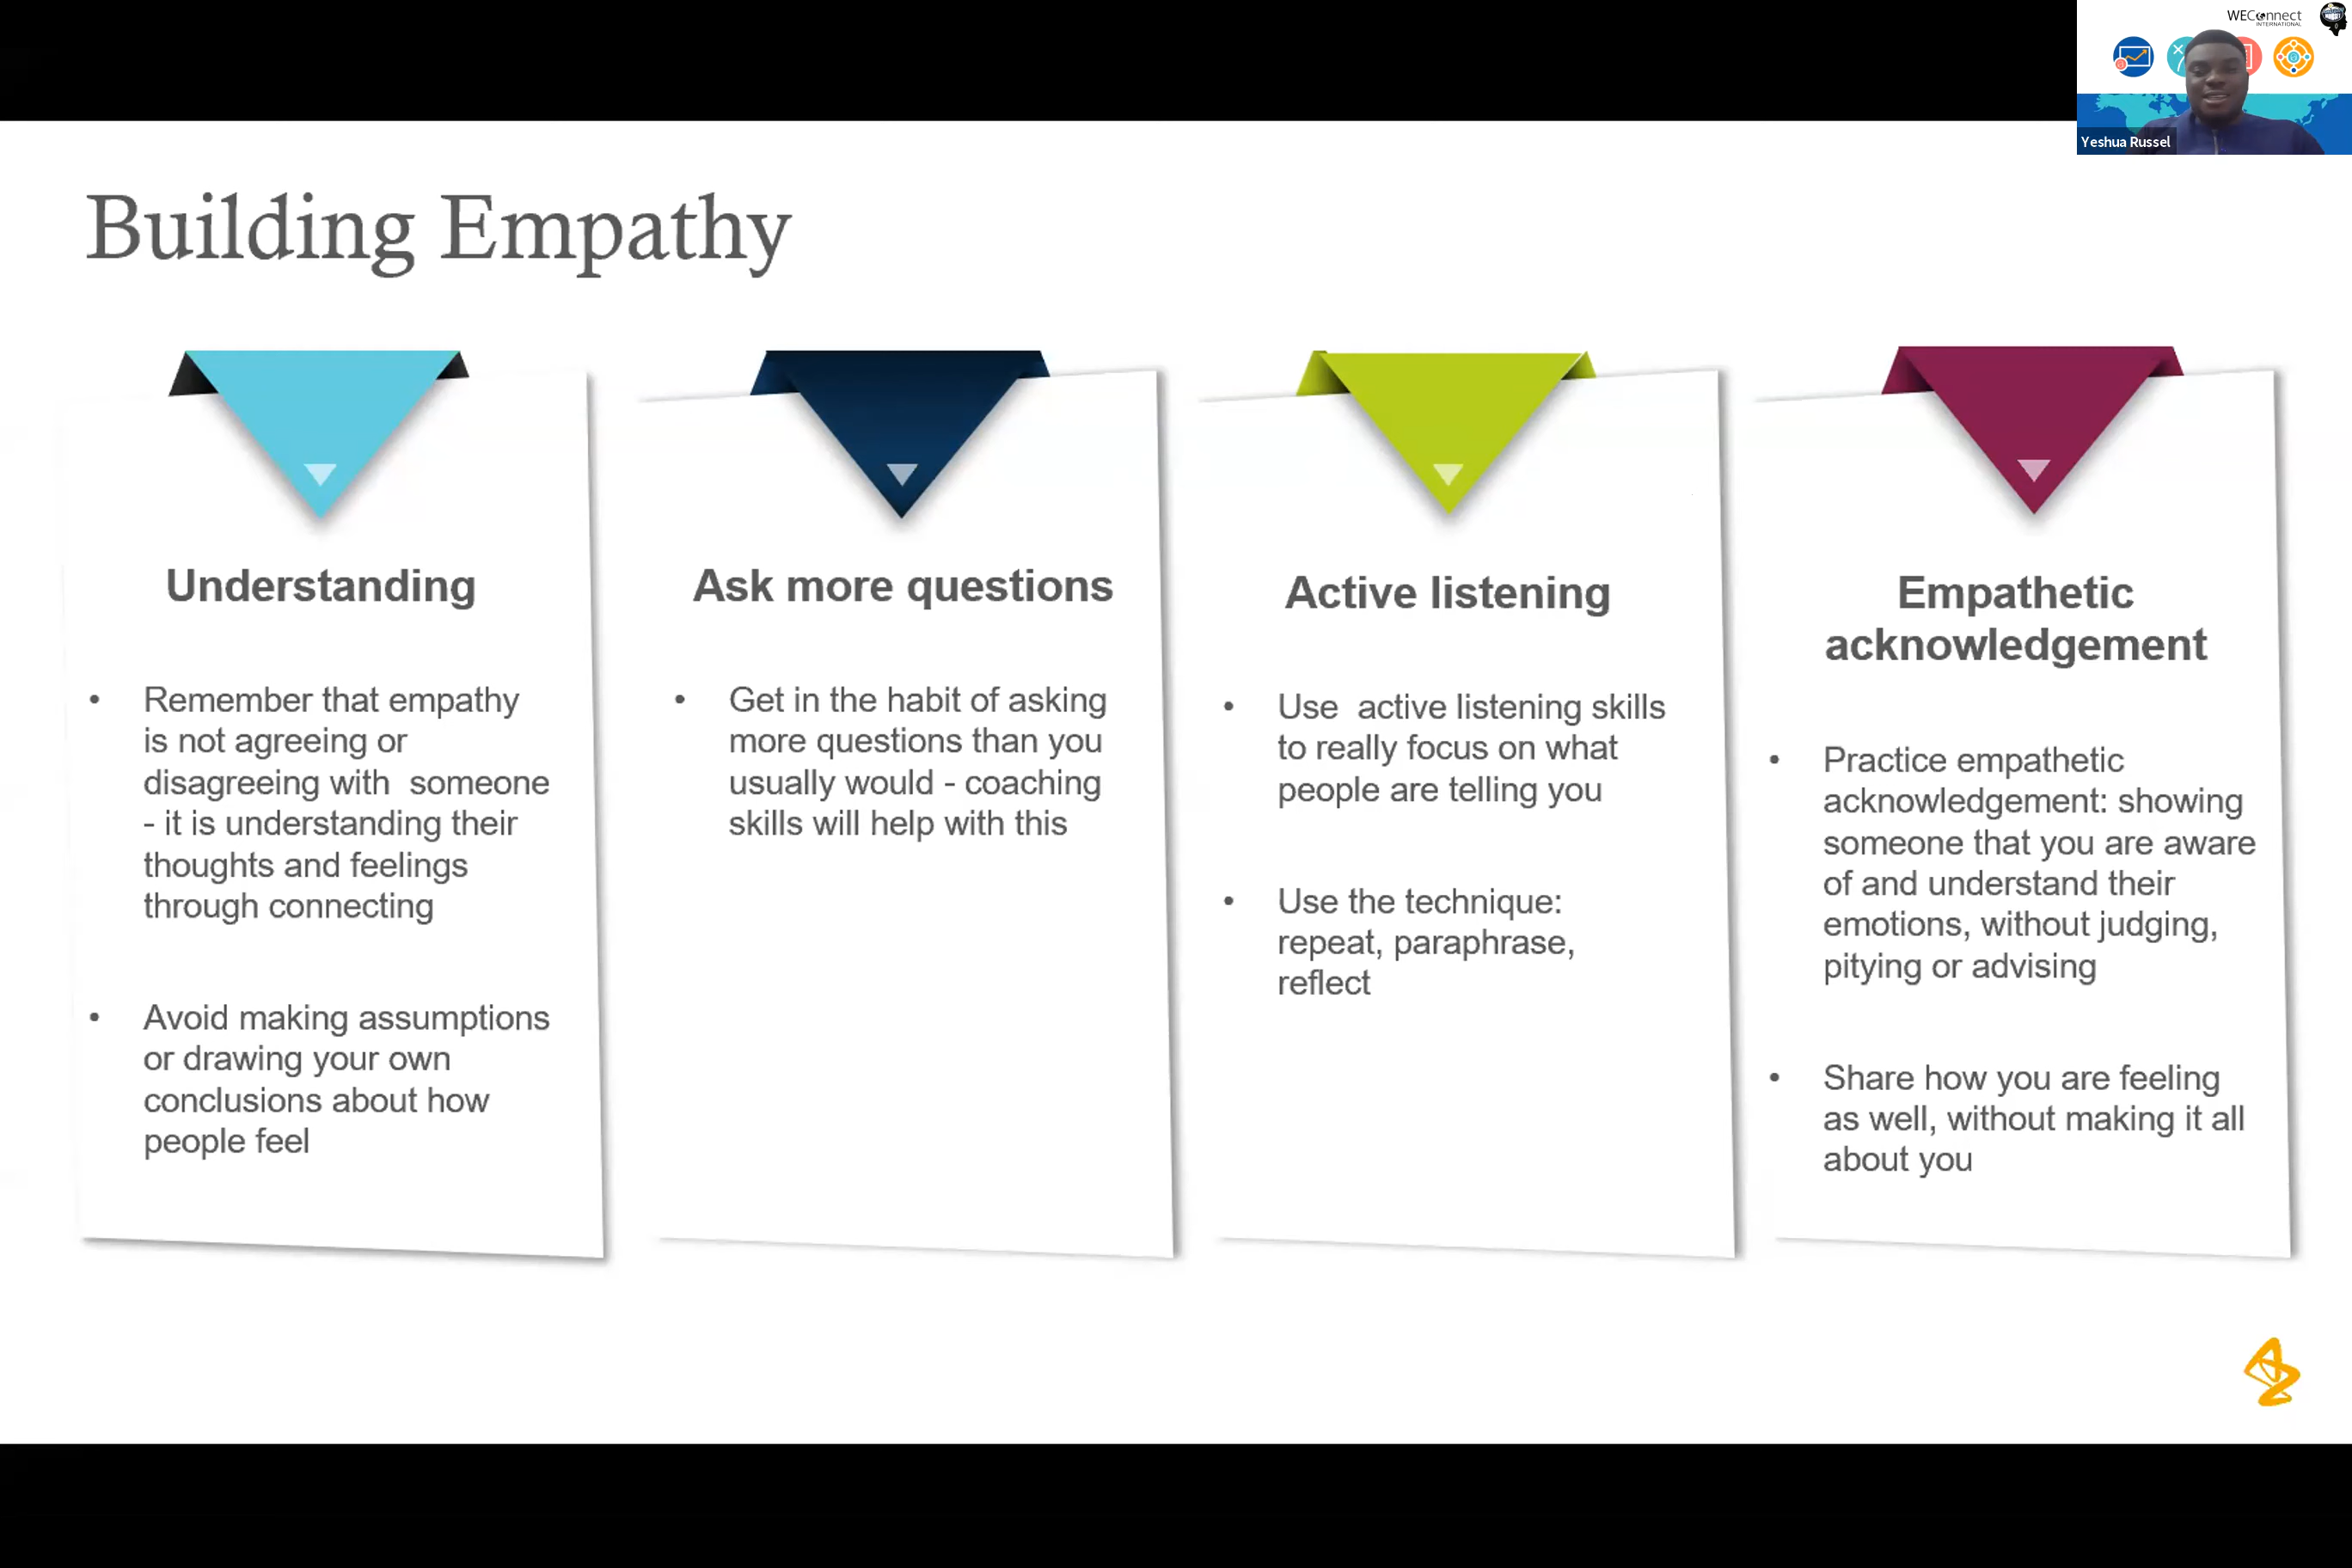 WEConnect
INTERNATIONAL
Yeshua Russel
Building Empathy
Understanding
• Remember that empathy
is not agreeing or
disagreeing with  someone
- it is understanding their
thoughts and feelings
through connecting
• Avoid making assumptions
or drawing your own
conclusions about how
people feel
Ask more questions
• Get in the habit of asking
more questions than you
usually would - coaching
skills will help with this
Active listening
• Use  active listening skills
to really focus on what
people are telling you
• Use the technique:
repeat, paraphrase,
reflect
Empathetic
acknowledgement
• Practice empathetic
acknowledgement: showing
someone that you are aware
of and understand their
emotions, without judging,
pitying or advising
• Share how you are feeling
as well, without making it all
about you